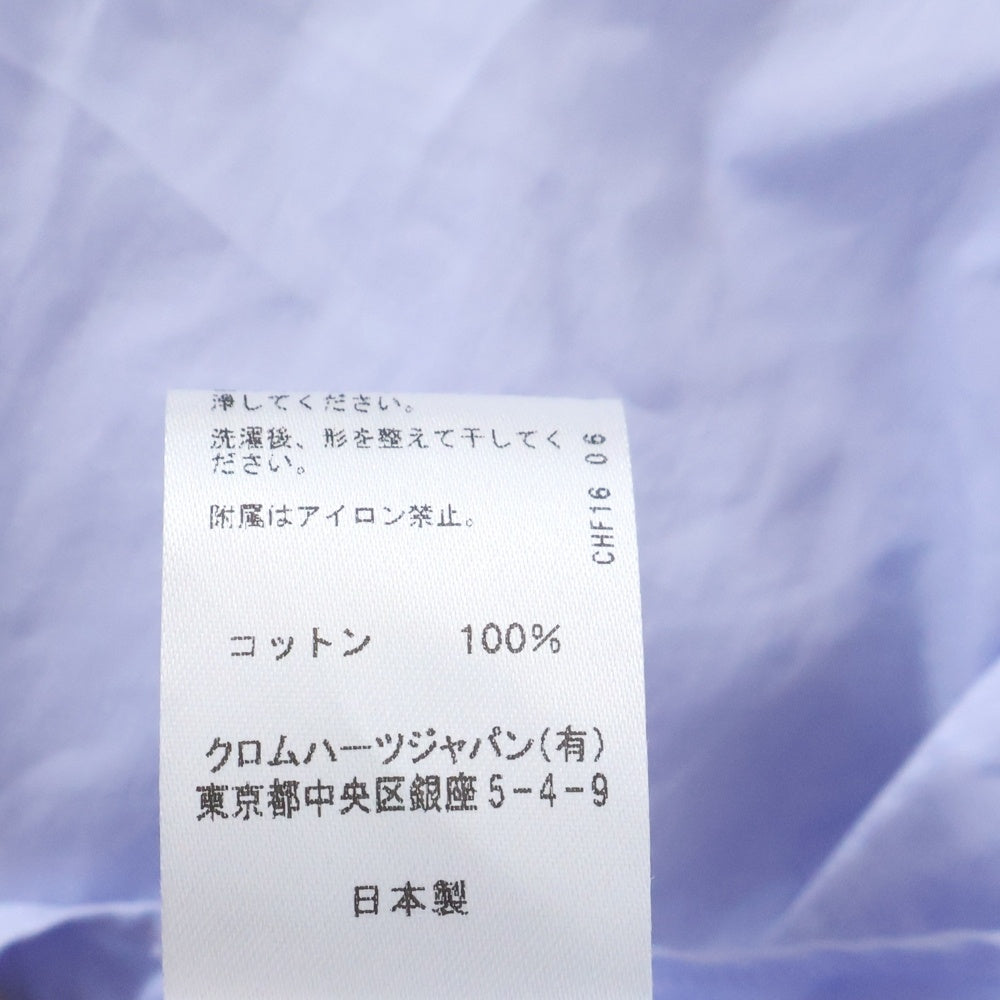 浄してください。
洗濯後、形を整えて干してく
ださい。
附属はアイロン禁止。
CHF16 06
コットン 100%
クロムハーツジャパン(有)
東京都中央区銀座5-4-9
日本製